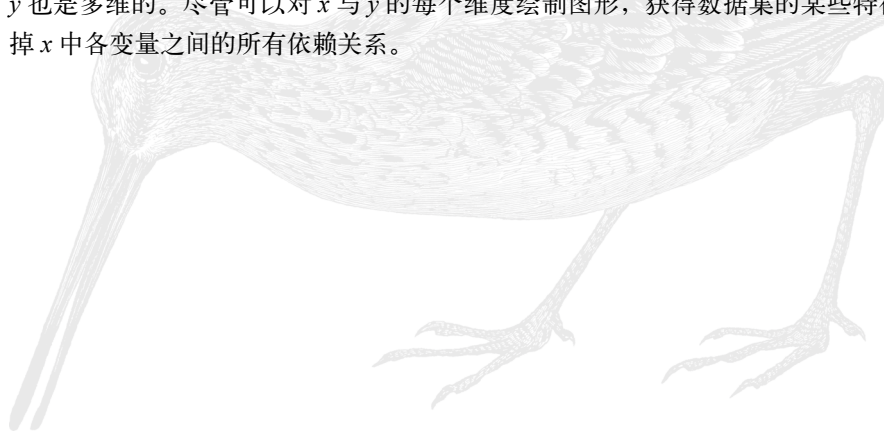 y 也是多维的。尽管可以对 x 与 y 的每个维度绘制图形，获得数据集的某些特
掉 x 中各变量之间的所有依赖关系。